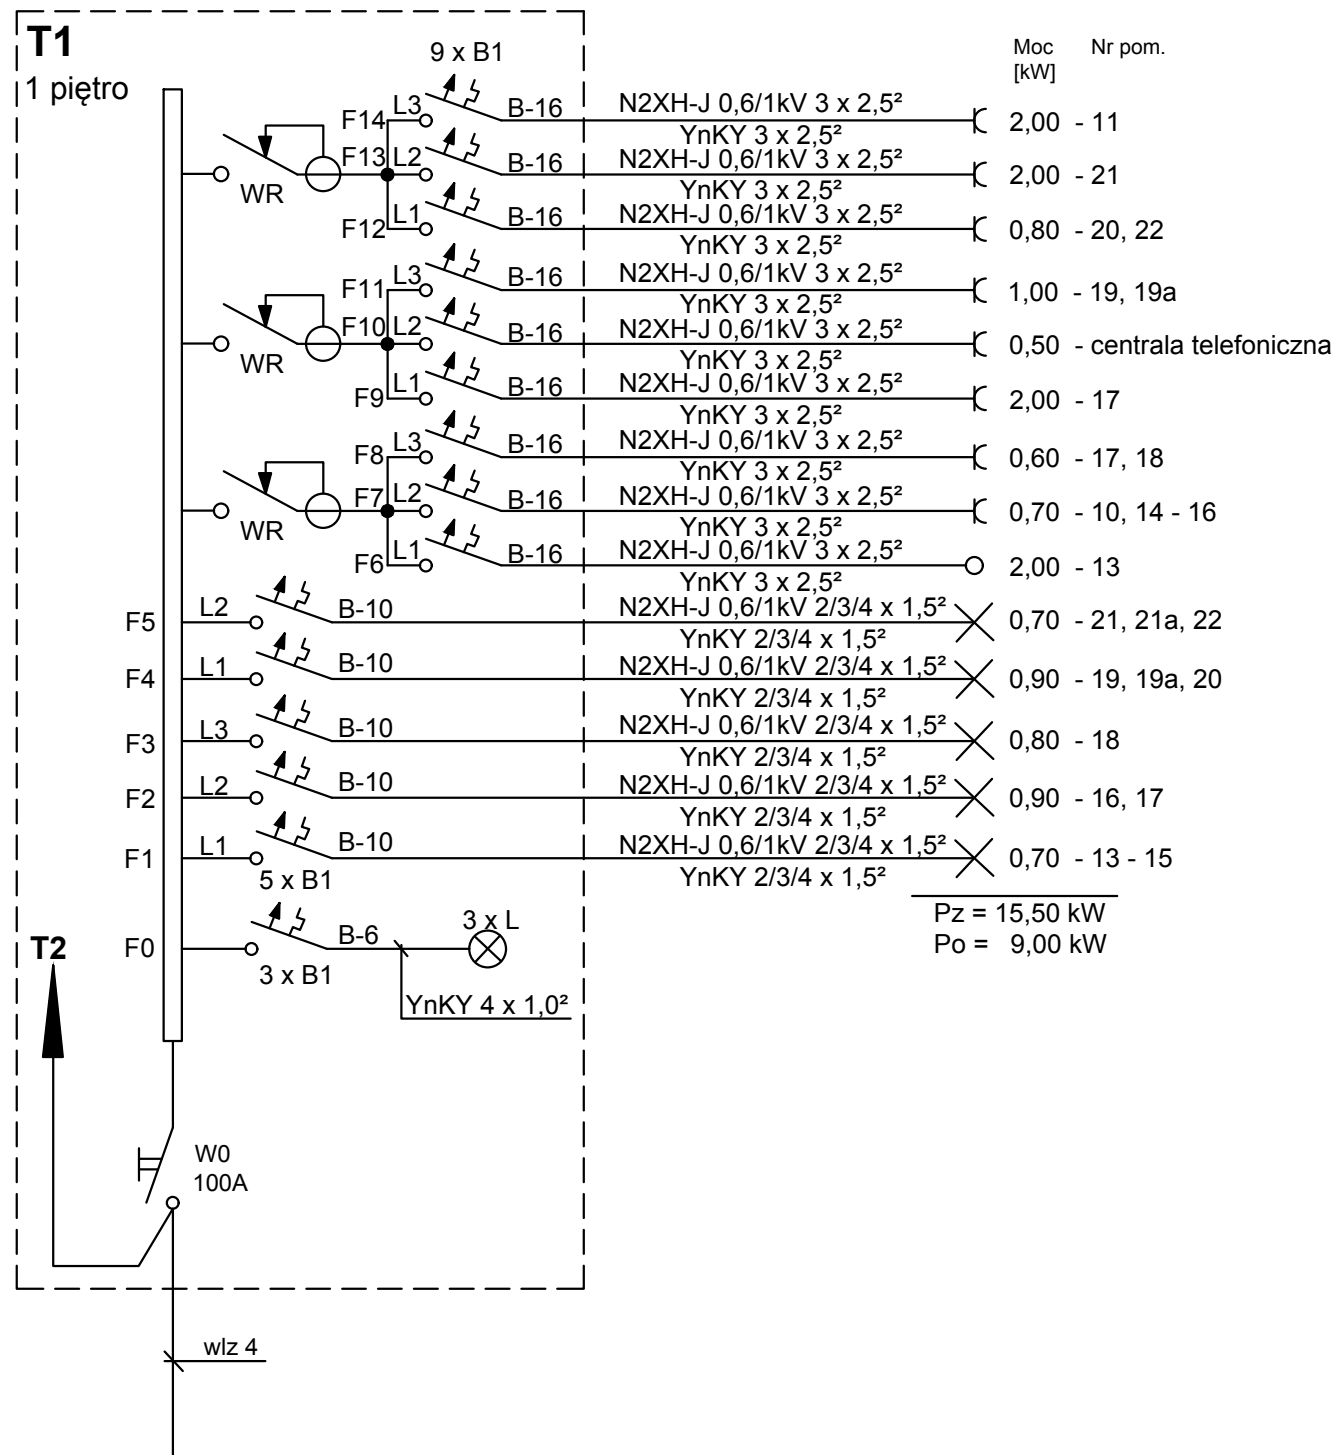 T1
1 piętro
9 x B1
Moc
[kW]
Nr pom.
F14 L3 B-16 N2XH-J 0,6/1kV 3 x 2,5² 2,00 - 11
YnKY 3 x 2,5²
WR F13 L2 B-16 N2XH-J 0,6/1kV 3 x 2,5² 2,00 - 21
YnKY 3 x 2,5²
F12 L1 B-16 N2XH-J 0,6/1kV 3 x 2,5² 0,80 - 20, 22
YnKY 3 x 2,5²
F11 L3 B-16 N2XH-J 0,6/1kV 3 x 2,5² 1,00 - 19, 19a
YnKY 3 x 2,5²
WR F10 L2 B-16 N2XH-J 0,6/1kV 3 x 2,5² 0,50 - centrala telefoniczna
YnKY 3 x 2,5²
F9 L1 B-16 N2XH-J 0,6/1kV 3 x 2,5² 2,00 - 17
YnKY 3 x 2,5²
F8 L3 B-16 N2XH-J 0,6/1kV 3 x 2,5² 0,60 - 17, 18
YnKY 3 x 2,5²
WR F7 L2 B-16 N2XH-J 0,6/1kV 3 x 2,5² 0,70 - 10, 14 - 16
YnKY 3 x 2,5²
F6 L1 B-16 N2XH-J 0,6/1kV 3 x 2,5² 2,00 - 13
YnKY 3 x 2,5²
F5 L2 B-10 N2XH-J 0,6/1kV 2/3/4 x 1,5² 0,70 - 21, 21a, 22
YnKY 2/3/4 x 1,5²
F4 L1 B-10 N2XH-J 0,6/1kV 2/3/4 x 1,5² 0,90 - 19, 19a, 20
YnKY 2/3/4 x 1,5²
F3 L3 B-10 N2XH-J 0,6/1kV 2/3/4 x 1,5² 0,80 - 18
YnKY 2/3/4 x 1,5²
F2 L2 B-10 N2XH-J 0,6/1kV 2/3/4 x 1,5² 0,90 - 16, 17
YnKY 2/3/4 x 1,5²
F1 L1 B-10 N2XH-J 0,6/1kV 2/3/4 x 1,5² 0,70 - 13 - 15
YnKY 2/3/4 x 1,5²
5 x B1
Pz = 15,50 kW
Po = 9,00 kW
T2
F0 B-6 3 x L
3 x B1
YnKY 4 x 1,0²
W0
100A
wlz 4